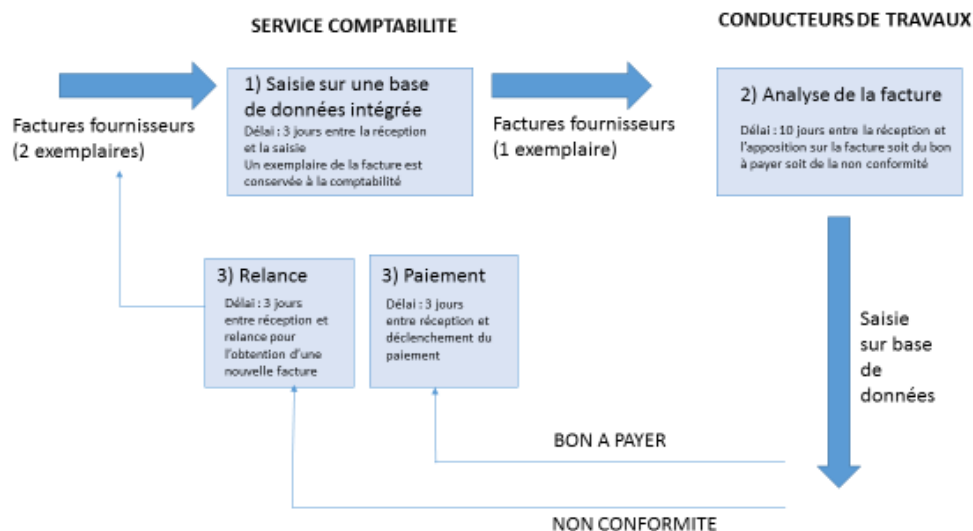 SERVICE COMPTABILITE
CONDUCTEURS DE TRAVAUX
Factures fournisseurs
(2 exemplaires)
1) Saisie sur une base
de données intégrée
Délai : 3 jours entre la réception
et la saisie
Un exemplaire de la facture est
conservée à la comptabilité
Factures fournisseurs
(1 exemplaire)
2) Analyse de la facture
Délai : 10 jours entre la réception et
l'apposition sur la facture soit du bon
à payer soit de la non conformité
3) Relance
Délai : 3 jours
entre réception et
relance pour
l'obtention d'une
nouvelle facture
3) Paiement
Délai : 3 jours
entre réception et
déclenchement du
paiement
Saisie
sur base
de
données
BON A PAYER
NON CONFORMITE